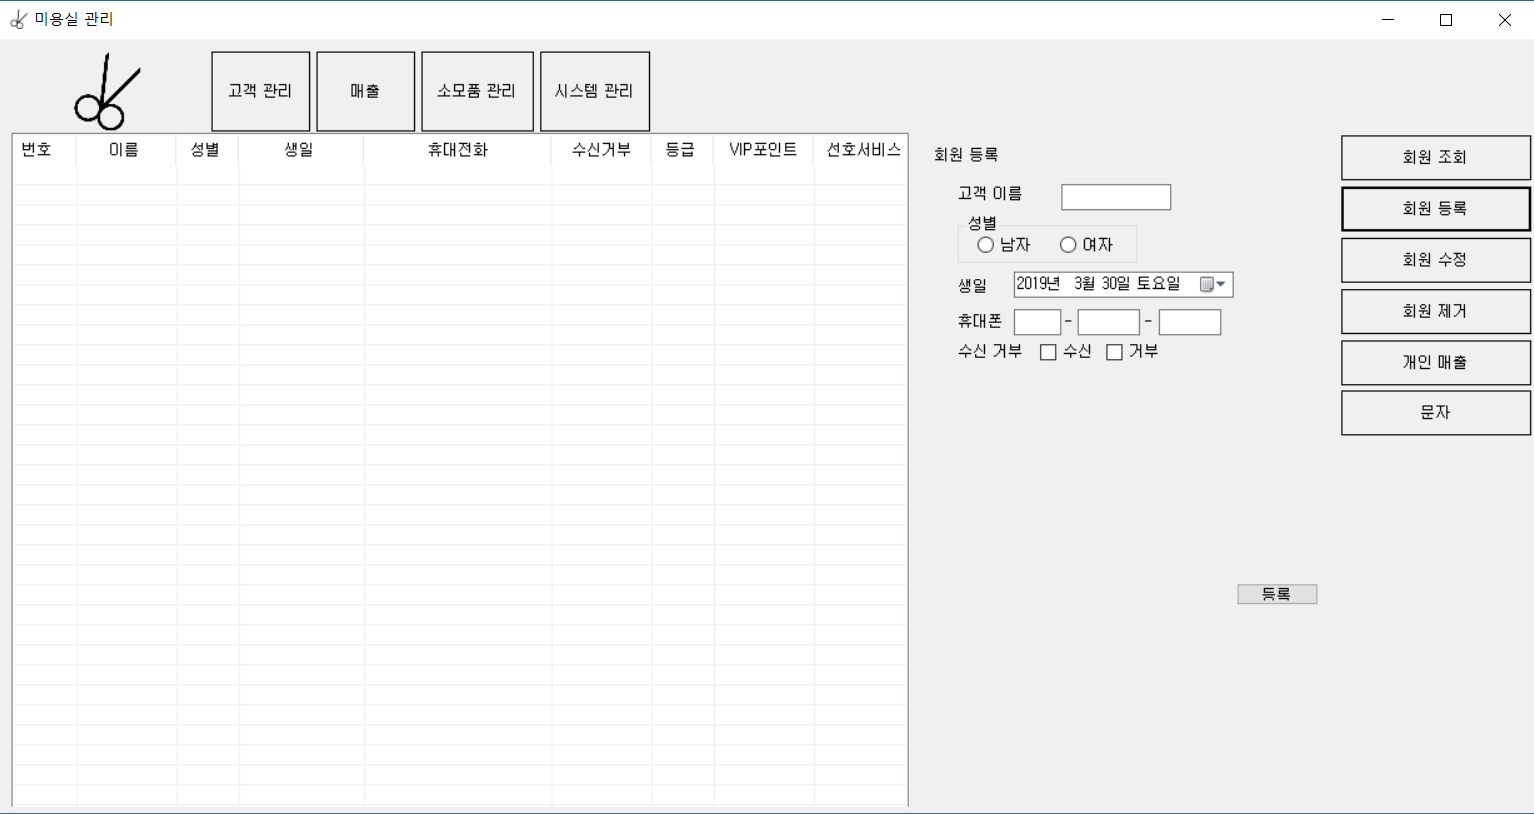 미용실 관리
고객 관리 매출 소모품 관리 시스템 관리
번호 이름 성별 생일 휴대전화 수신거부 등급 VIP포인트 선호서비스
회원 등록
고객 이름
성별
남자 여자
생일 2019년 3월 30일 토요일
휴대폰 - -
수신 거부 수신 거부
등록
회원 조회
회원 등록
회원 수정
회원 제거
개인 매출
문자